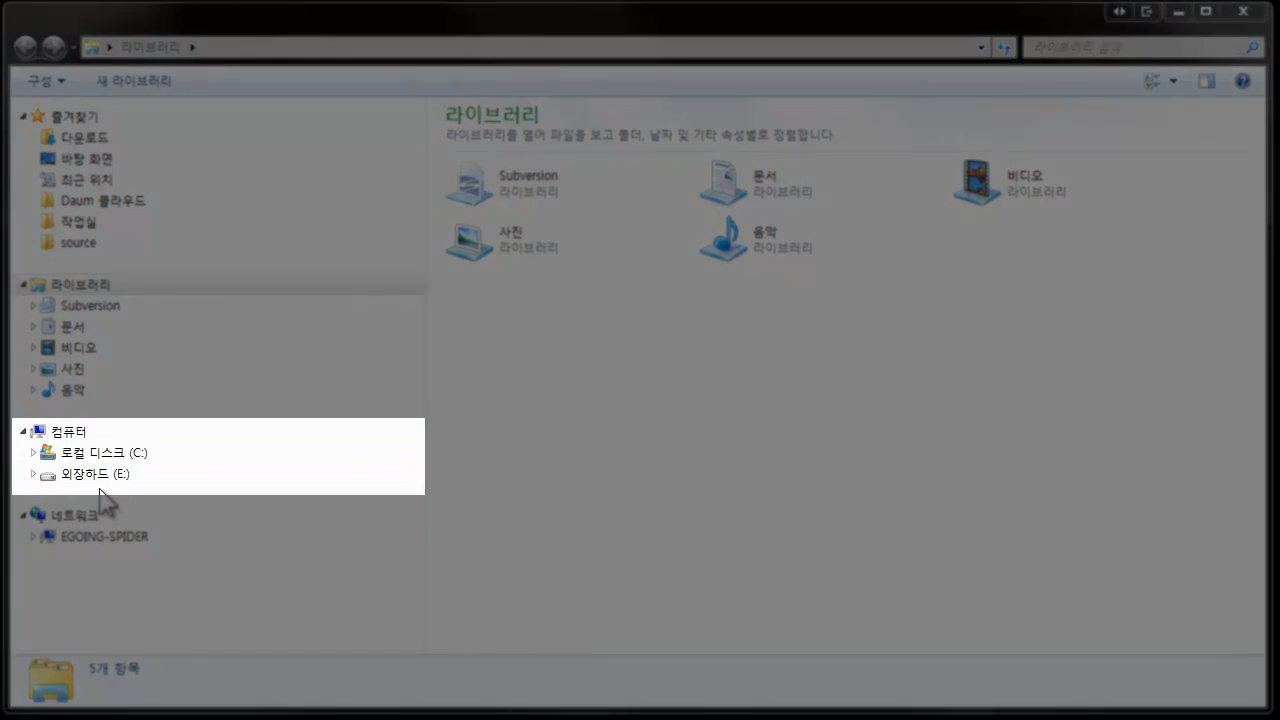 라이브러리
라이브러리 검색
구성
새 라이브러리
즐겨찾기
다운로드
바탕 화면
최근 위치
Daum 클라우드
작업실
source
라이브러리
Subversion
문서
비디오
사진
음악
컴퓨터
로컬 디스크 (C:)
외장하드 (E:)
네트워크
EGOING-SPIDER
라이브러리
라이브러리를 열어 파일을 보고 폴더, 날짜 및 기타 속성별로 정렬합니다.
Subversion
라이브러리
문서
라이브러리
비디오
라이브러리
사진
라이브러리
음악
라이브러리
5개 항목